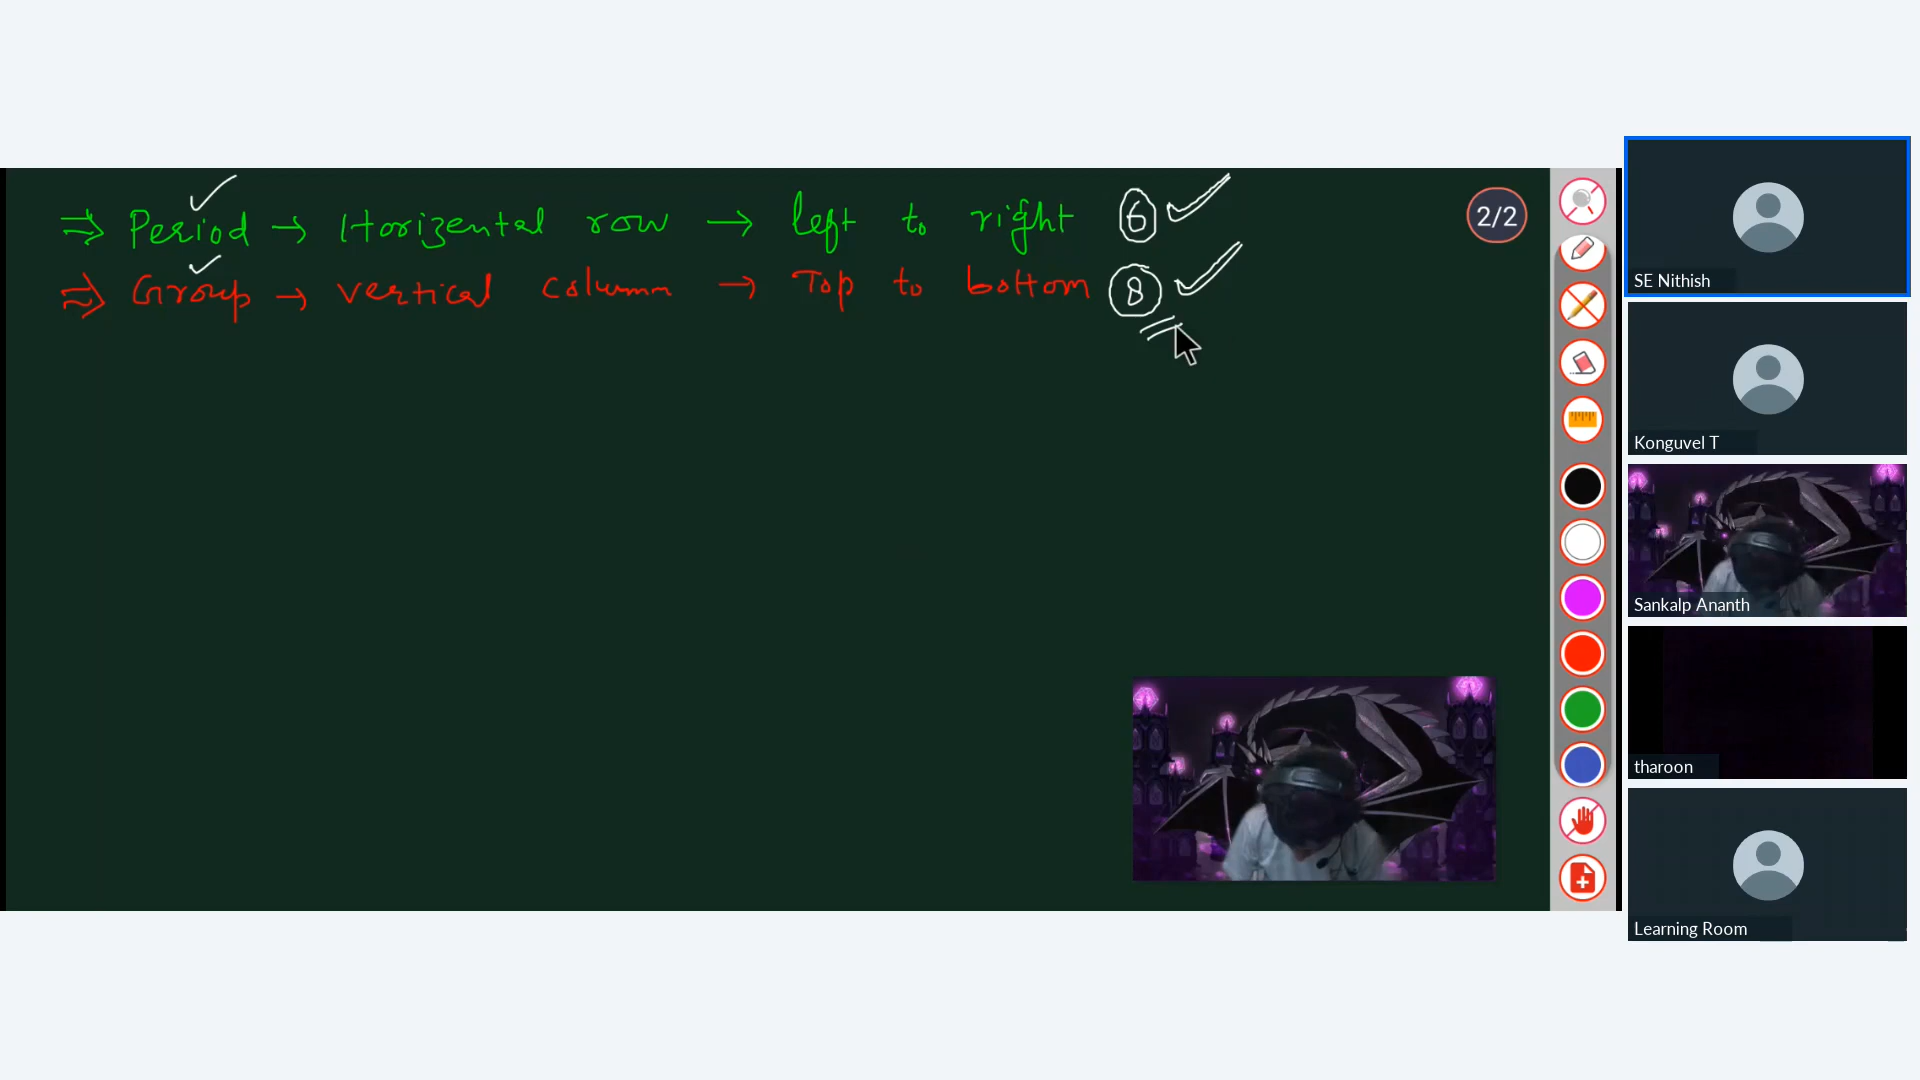 ⇒ Period → Horizental row → left to right 6
⇒ Group → vertical column → Top to bottom 8
2/2
SE Nithish
Konguvel T
Sankalp Ananth
tharoon
Learning Room